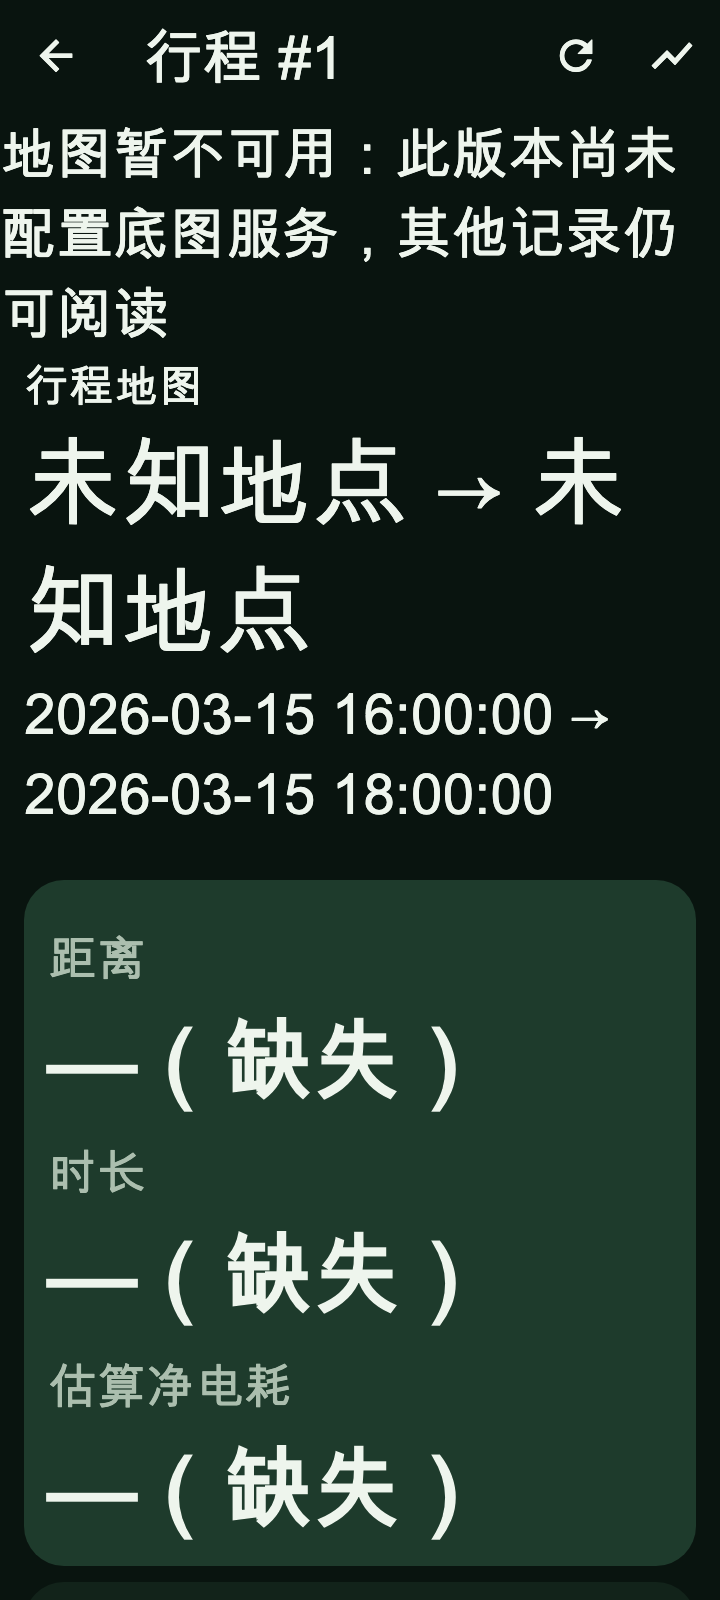 行程 #1
地图暂不可用：此版本尚未
配置底图服务，其他记录仍
可阅读
行程地图
未知地点 → 未
知地点
2026-03-15 16:00:00 →
2026-03-15 18:00:00
距离
—（缺失）
时长
—（缺失）
估算净电耗
—（缺失）